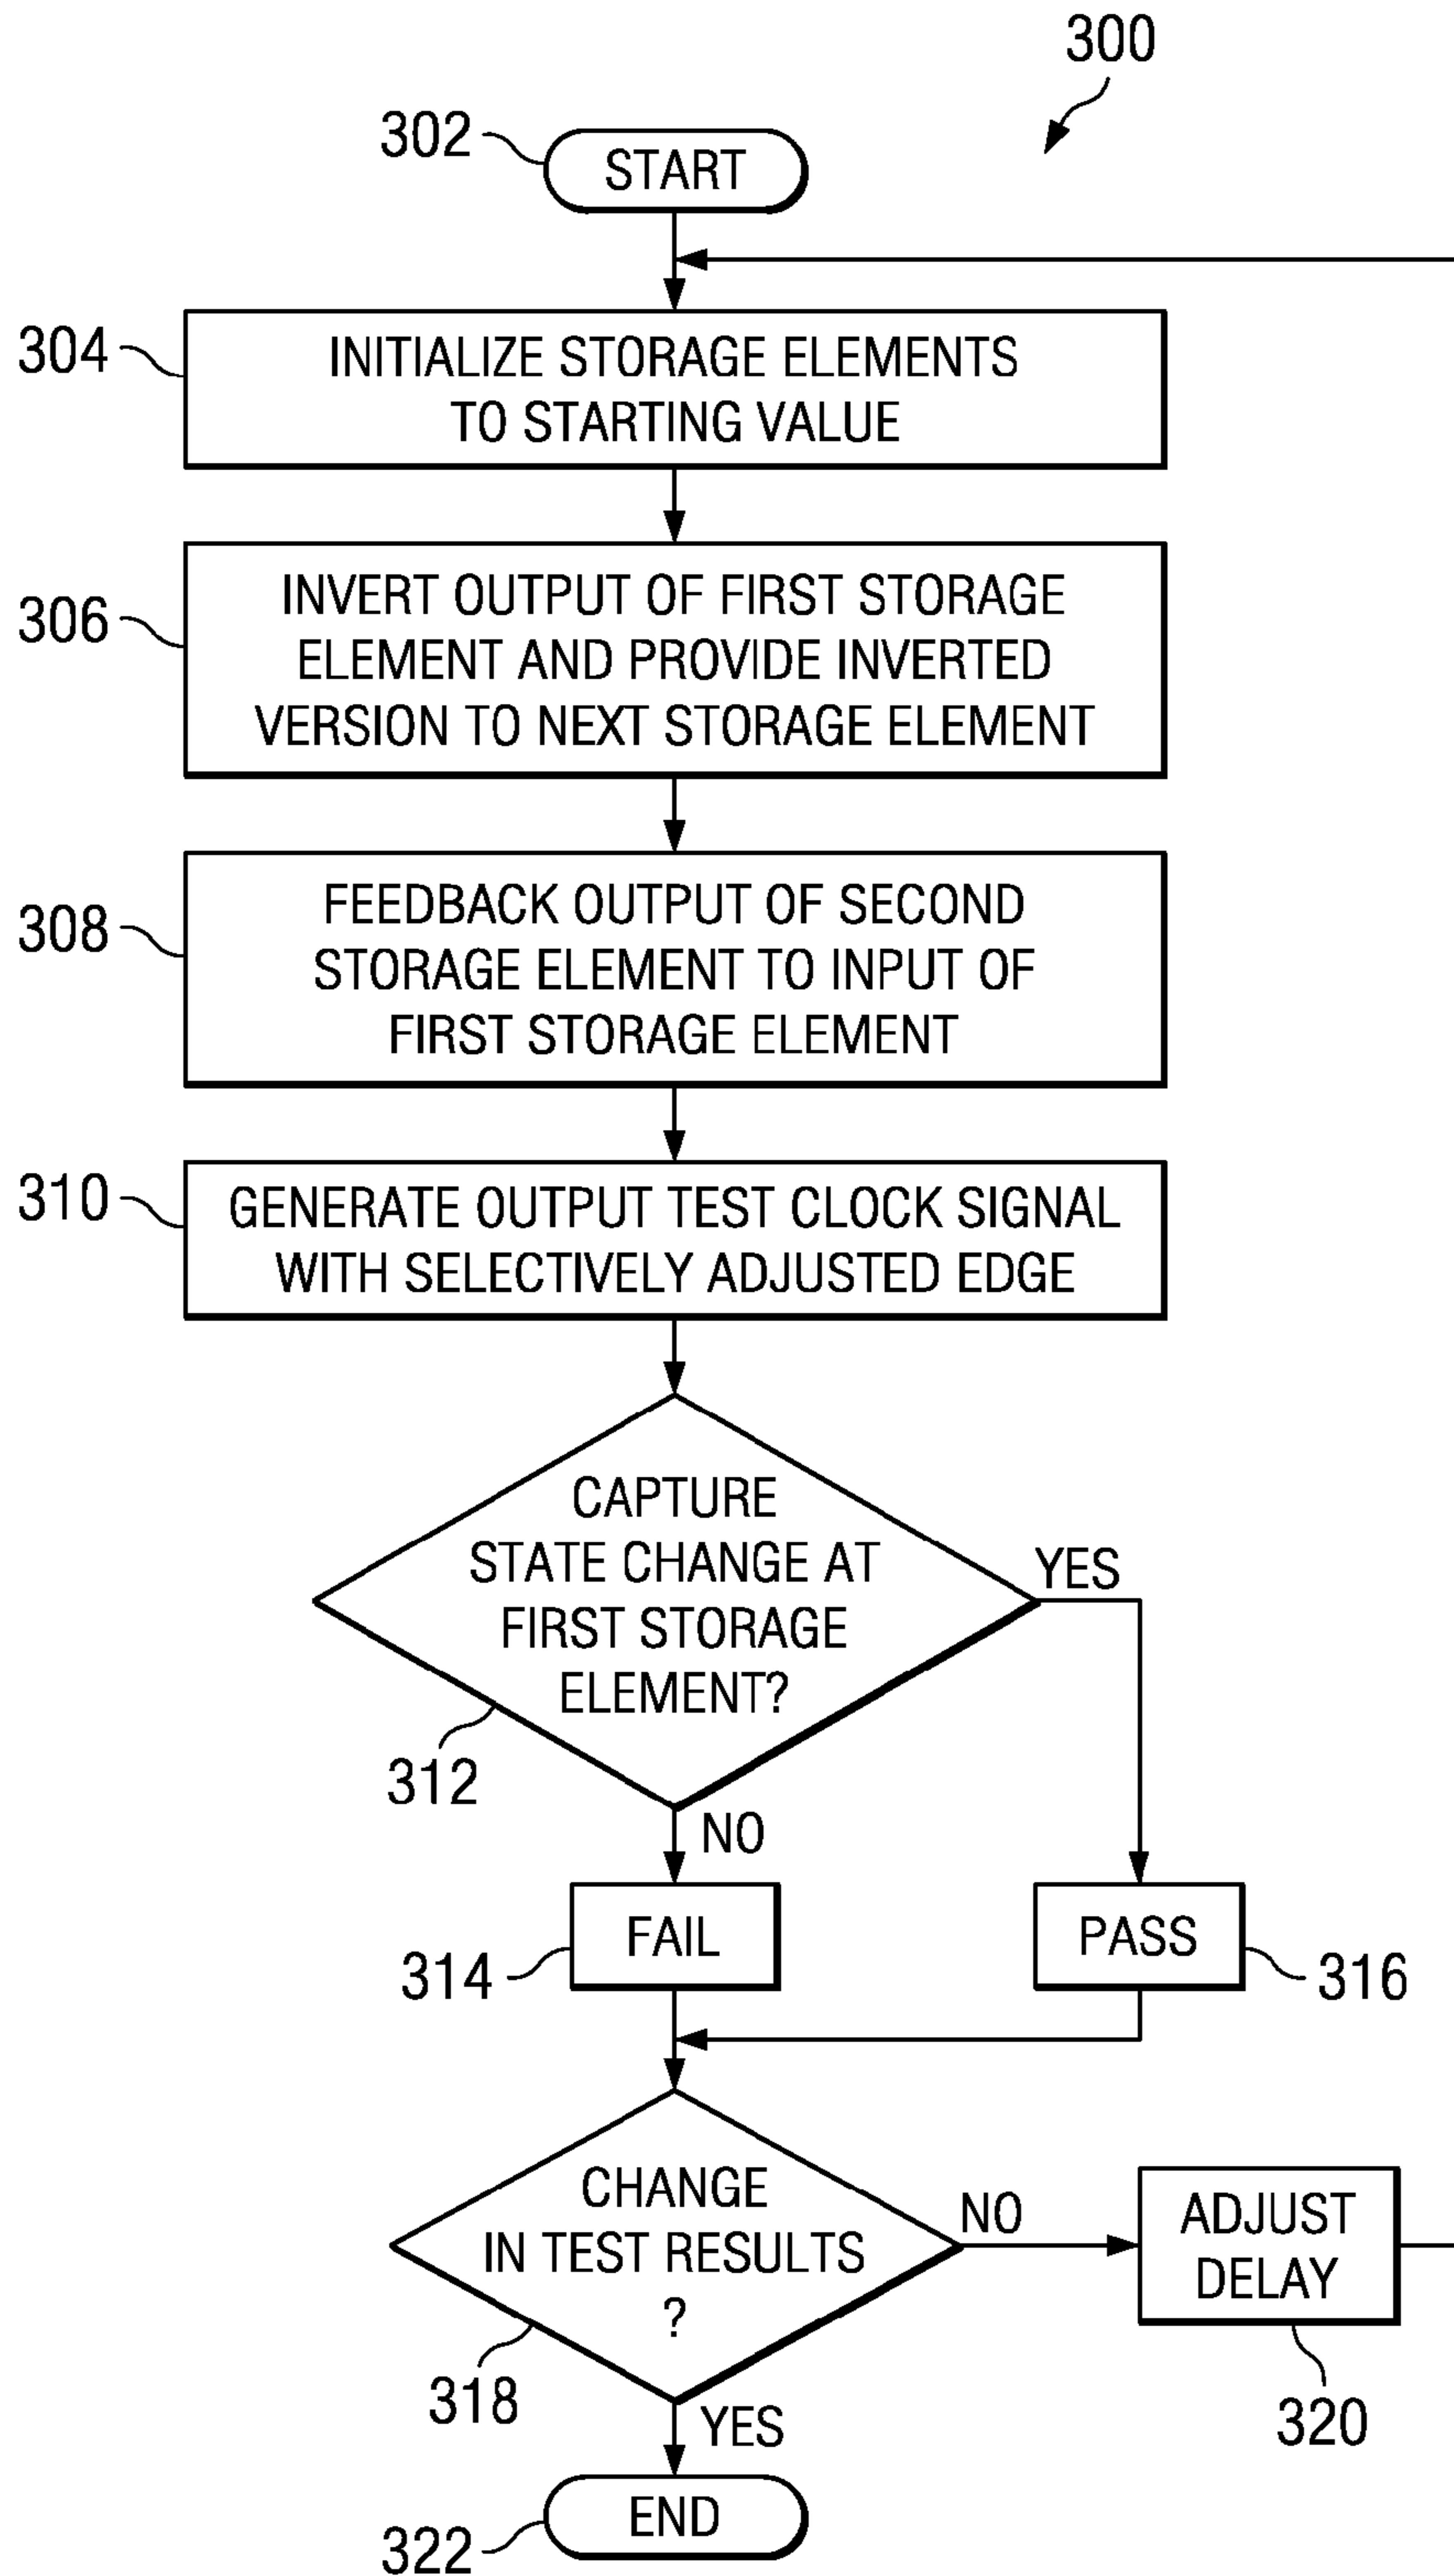 300
302
START
304
INITIALIZE STORAGE ELEMENTS
TO STARTING VALUE
306
INVERT OUTPUT OF FIRST STORAGE
ELEMENT AND PROVIDE INVERTED
VERSION TO NEXT STORAGE ELEMENT
308
FEEDBACK OUTPUT OF SECOND
STORAGE ELEMENT TO INPUT OF
FIRST STORAGE ELEMENT
310
GENERATE OUTPUT TEST CLOCK SIGNAL
WITH SELECTIVELY ADJUSTED EDGE
CAPTURE
STATE CHANGE AT
FIRST STORAGE
ELEMENT?
YES
312
NO
FAIL
314
PASS
316
CHANGE
IN TEST RESULTS
?
NO
ADJUST
DELAY
318
320
YES
END
322